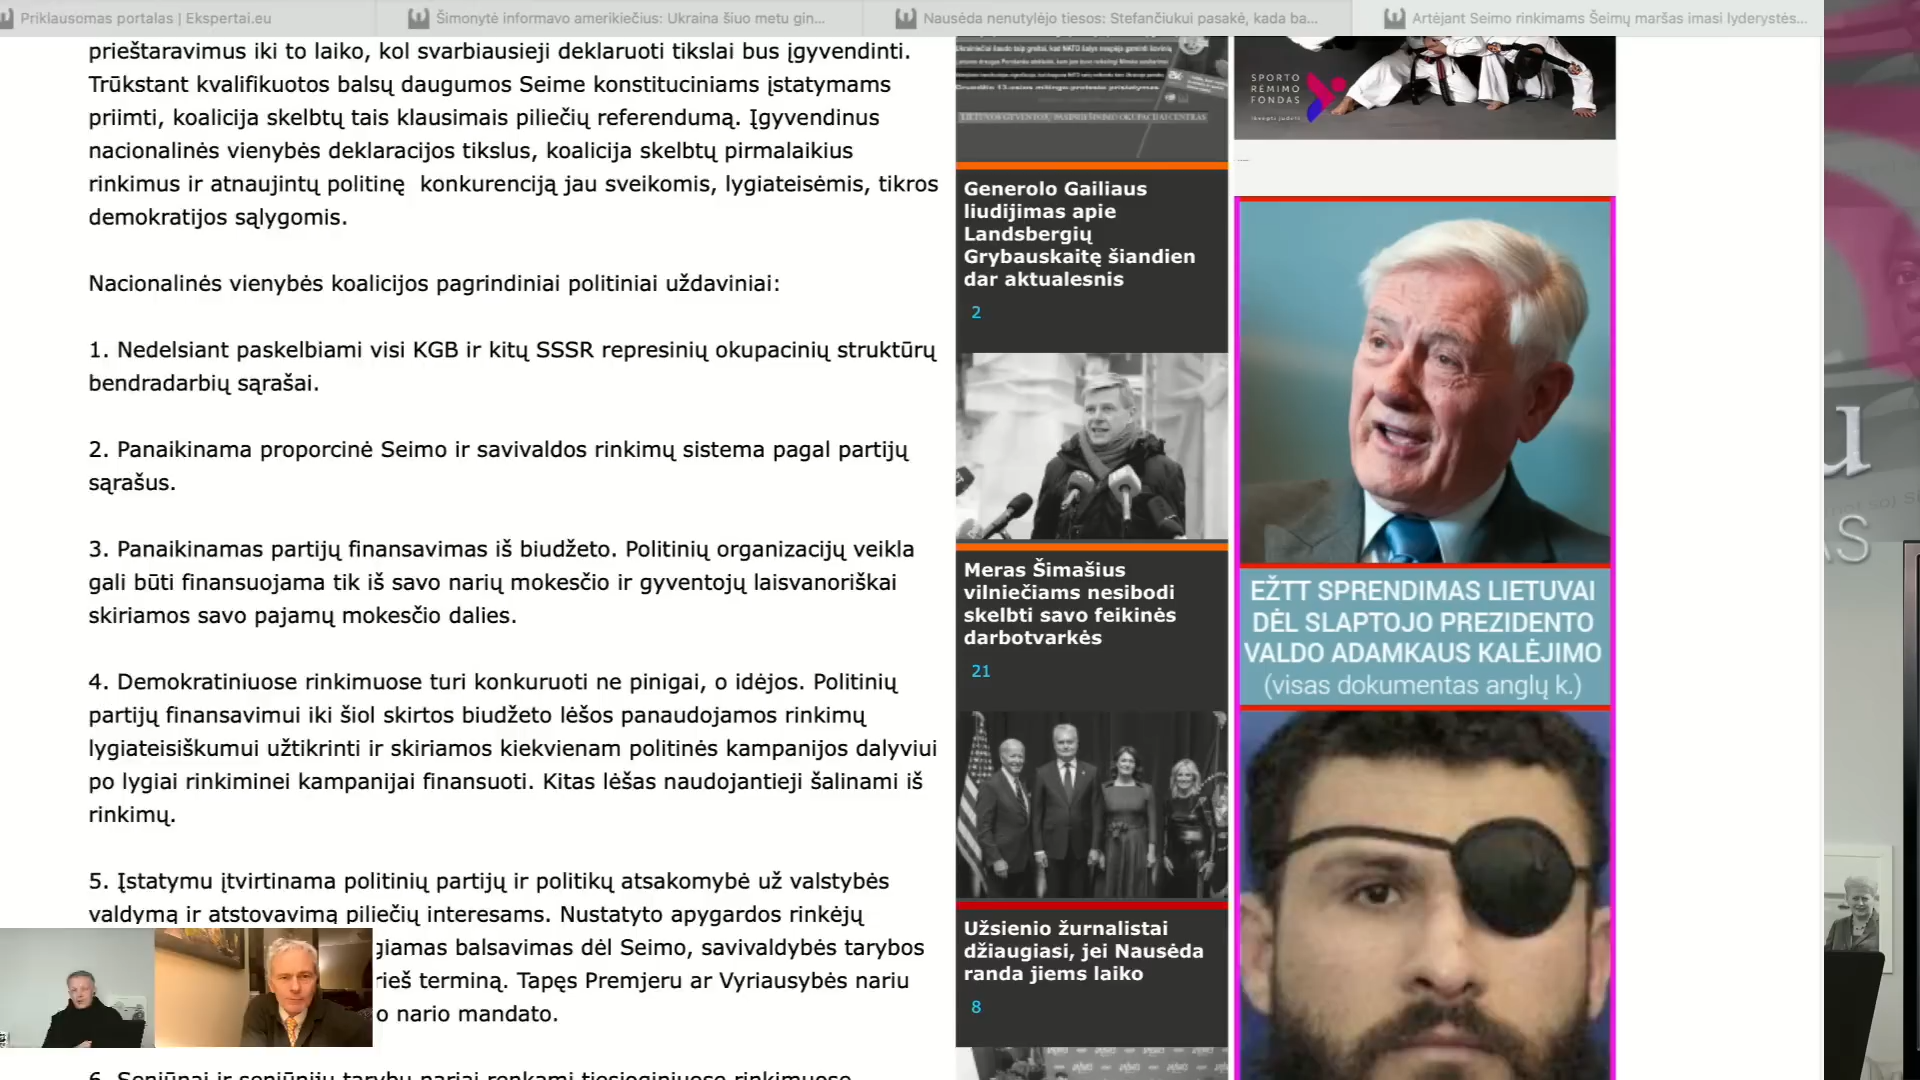 Priklausomas portalas | Ekspertai.eu
Šimonytė informavo amerikiečius: Ukraina šiuo metu gin...
Nausėda nenutylėjo tiesos: Stefančiukui pasakė, kada ba...
Artėjant Seimo rinkimams Šeimų maršas imasi lyderystės...
prieštaravimus iki to laiko, kol svarbiausieji deklaruoti tikslai bus įgyvendinti.
Trūkstant kvalifikuotos balsų daugumos Seime konstituciniams įstatymams
priimti, koalicija skelbtų tais klausimais piliečių referendumą. Įgyvendinus
nacionalinės vienybės deklaracijos tikslus, koalicija skelbtų pirmalaikius
rinkimus ir atnaujintų politinę konkurenciją jau sveikomis, lygiateisėmis, tikros
demokratijos sąlygomis.
Nacionalinės vienybės koalicijos pagrindiniai politiniai uždaviniai:
1. Nedelsiant paskelbiami visi KGB ir kitų SSSR represinių okupacinių struktūrų
bendradarbių sąrašai.
2. Panaikinama proporcinė Seimo ir savivaldos rinkimų sistema pagal partijų
sąrašus.
3. Panaikinamas partijų finansavimas iš biudžeto. Politinių organizacijų veikla
gali būti finansuojama tik iš savo narių mokesčio ir gyventojų laisvanoriškai
skiriamos savo pajamų mokesčio dalies.
4. Demokratiniuose rinkimuose turi konkuruoti ne pinigai, o idėjos. Politinių
partijų finansavimui iki šiol skirtos biudžeto lėšos panaudojamos rinkimų
lygiateisiškumui užtikrinti ir skiriamos kiekvienam politinės kampanijos dalyviui
po lygiai rinkiminei kampanijai finansuoti. Kitas lėšas naudojantieji šalinami iš
rinkimų.
5. Įstatymu įtvirtinama politinių partijų ir politikų atsakomybė už valstybės
valdymą ir atstovavimą piliečių interesams. Nustatyto apygardos rinkėjų
giamas balsavimas dėl Seimo, savivaldybės tarybos
rieš terminą. Tapęs Premjeru ar Vyriausybės nariu
o nario mandato.
6. Seniūnai ir seniūnijų tarybų nariai renkami tiesioginiuose rinkimuose
LIETUVOS GYVENTOJŲ PASIPRIEŠINIMO OKUPACIJAI CENTRAS
Generolo Gailiaus
liudijimas apie
Landsbergių
Grybauskaitę šiandien
dar aktualesnis
2
Meras Šimašius
vilniečiams nesibodi
skelbti savo feikinės
darbotvarkės
21
Užsienio žurnalistai
džiaugiasi, jei Nausėda
randa jiems laiko
8
SPORTO
RĖMIMO
FONDAS
EŽTT SPRENDIMAS LIETUVAI
DĖL SLAPTOJO PREZIDENTO
VALDO ADAMKAUS KALĖJIMO
(visas dokumentas anglų k.)